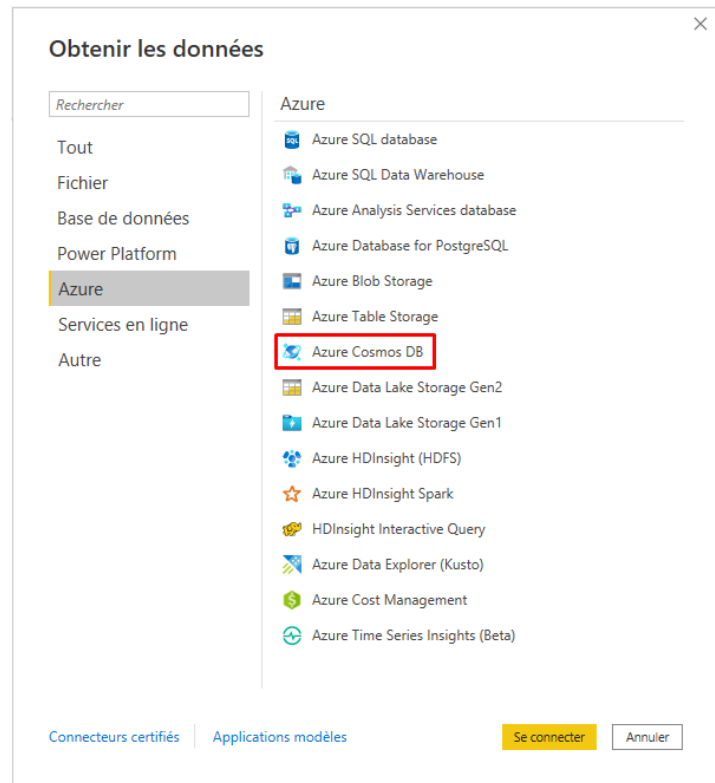 Obtenir les données
Rechercher
Tout
Fichier
Base de données
Power Platform
Azure
Services en ligne
Autre
Azure
Azure SQL database
Azure SQL Data Warehouse
Azure Analysis Services database
Azure Database for PostgreSQL
Azure Blob Storage
Azure Table Storage
Azure Cosmos DB
Azure Data Lake Storage Gen2
Azure Data Lake Storage Gen1
Azure HDInsight (HDFS)
Azure HDInsight Spark
HDInsight Interactive Query
Azure Data Explorer (Kusto)
Azure Cost Management
Azure Time Series Insights (Beta)
Connecteurs certifiés
Applications modèles
Se connecter
Annuler